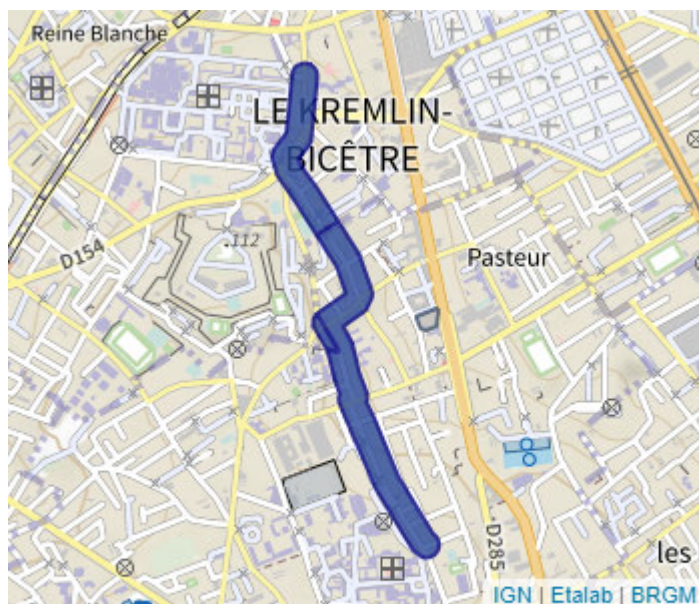 Reine Blanche
LE KREMLIN-
BICÊTRE
.112
D154
Pasteur
D285
les
IGN | Etalab | BRGM